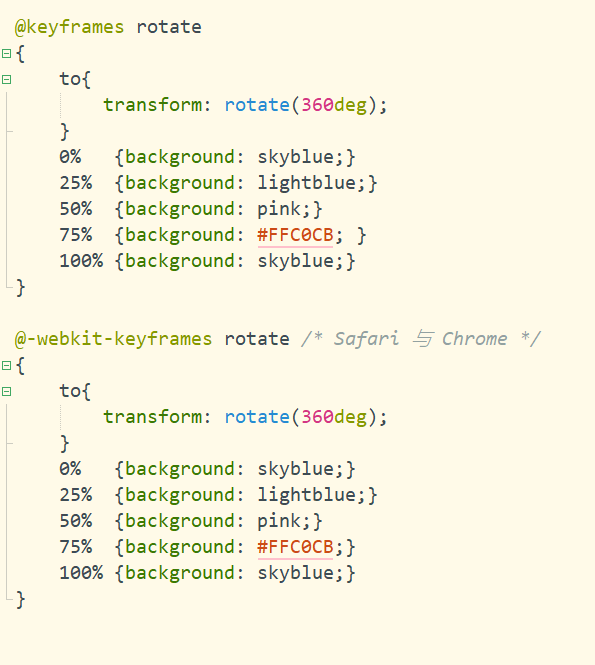 @keyframes rotate
{
    to{
        transform: rotate(360deg);
    }
    0%   {background: skyblue;}
    25%  {background: lightblue;}
    50%  {background: pink;}
    75%  {background: #FFC0CB; }
    100% {background: skyblue;}
}

@-webkit-keyframes rotate /* Safari 与 Chrome */
{
    to{
        transform: rotate(360deg);
    }
    0%   {background: skyblue;}
    25%  {background: lightblue;}
    50%  {background: pink;}
    75%  {background: #FFC0CB;}
    100% {background: skyblue;}
}